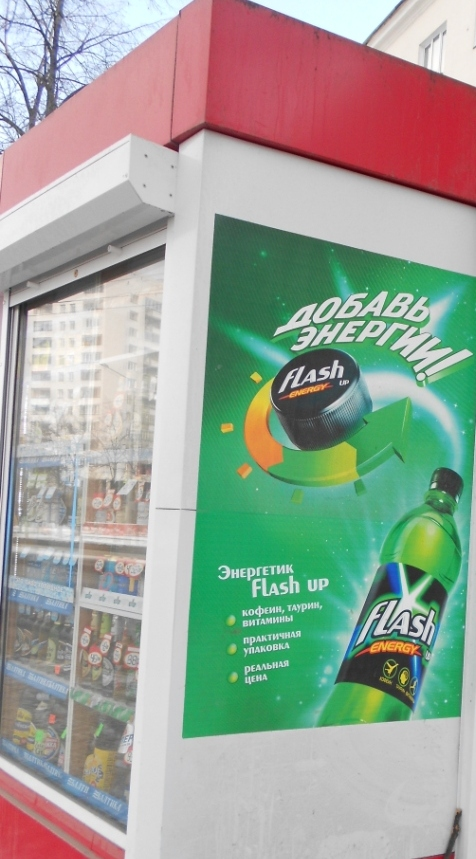 ДОБАВЬ
ЭНЕРГИИ!
FLASH
UP
ENERGY
ЭНЕРГЕТИК
FLASH UP
КОФЕИН, ТАУРИН,
ВИТАМИНЫ
ПРАКТИЧНАЯ
УПАКОВКА
РЕАЛЬНАЯ
ЦЕНА
FLASH
UP
ENERGY